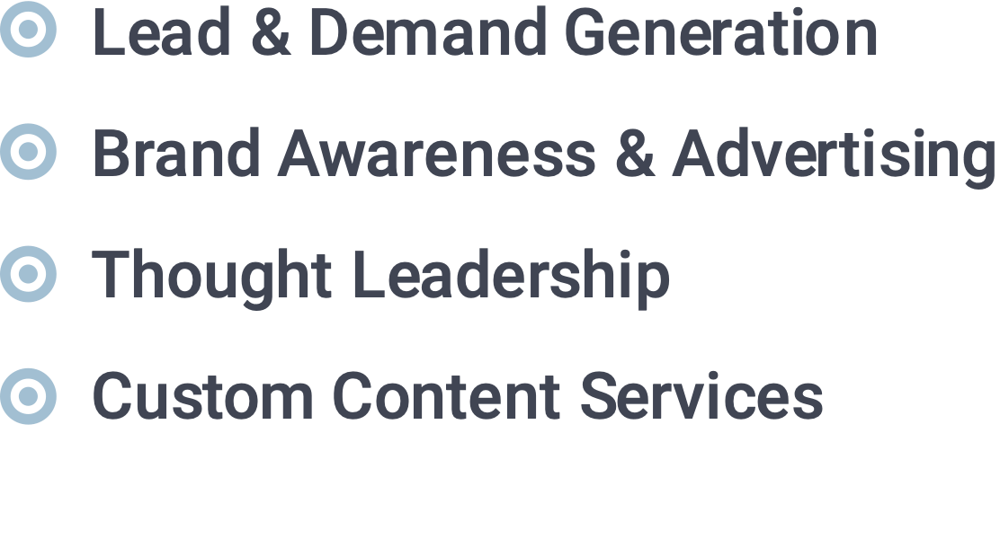 Lead & Demand Generation
Brand Awareness & Advertising
Thought Leadership
Custom Content Services